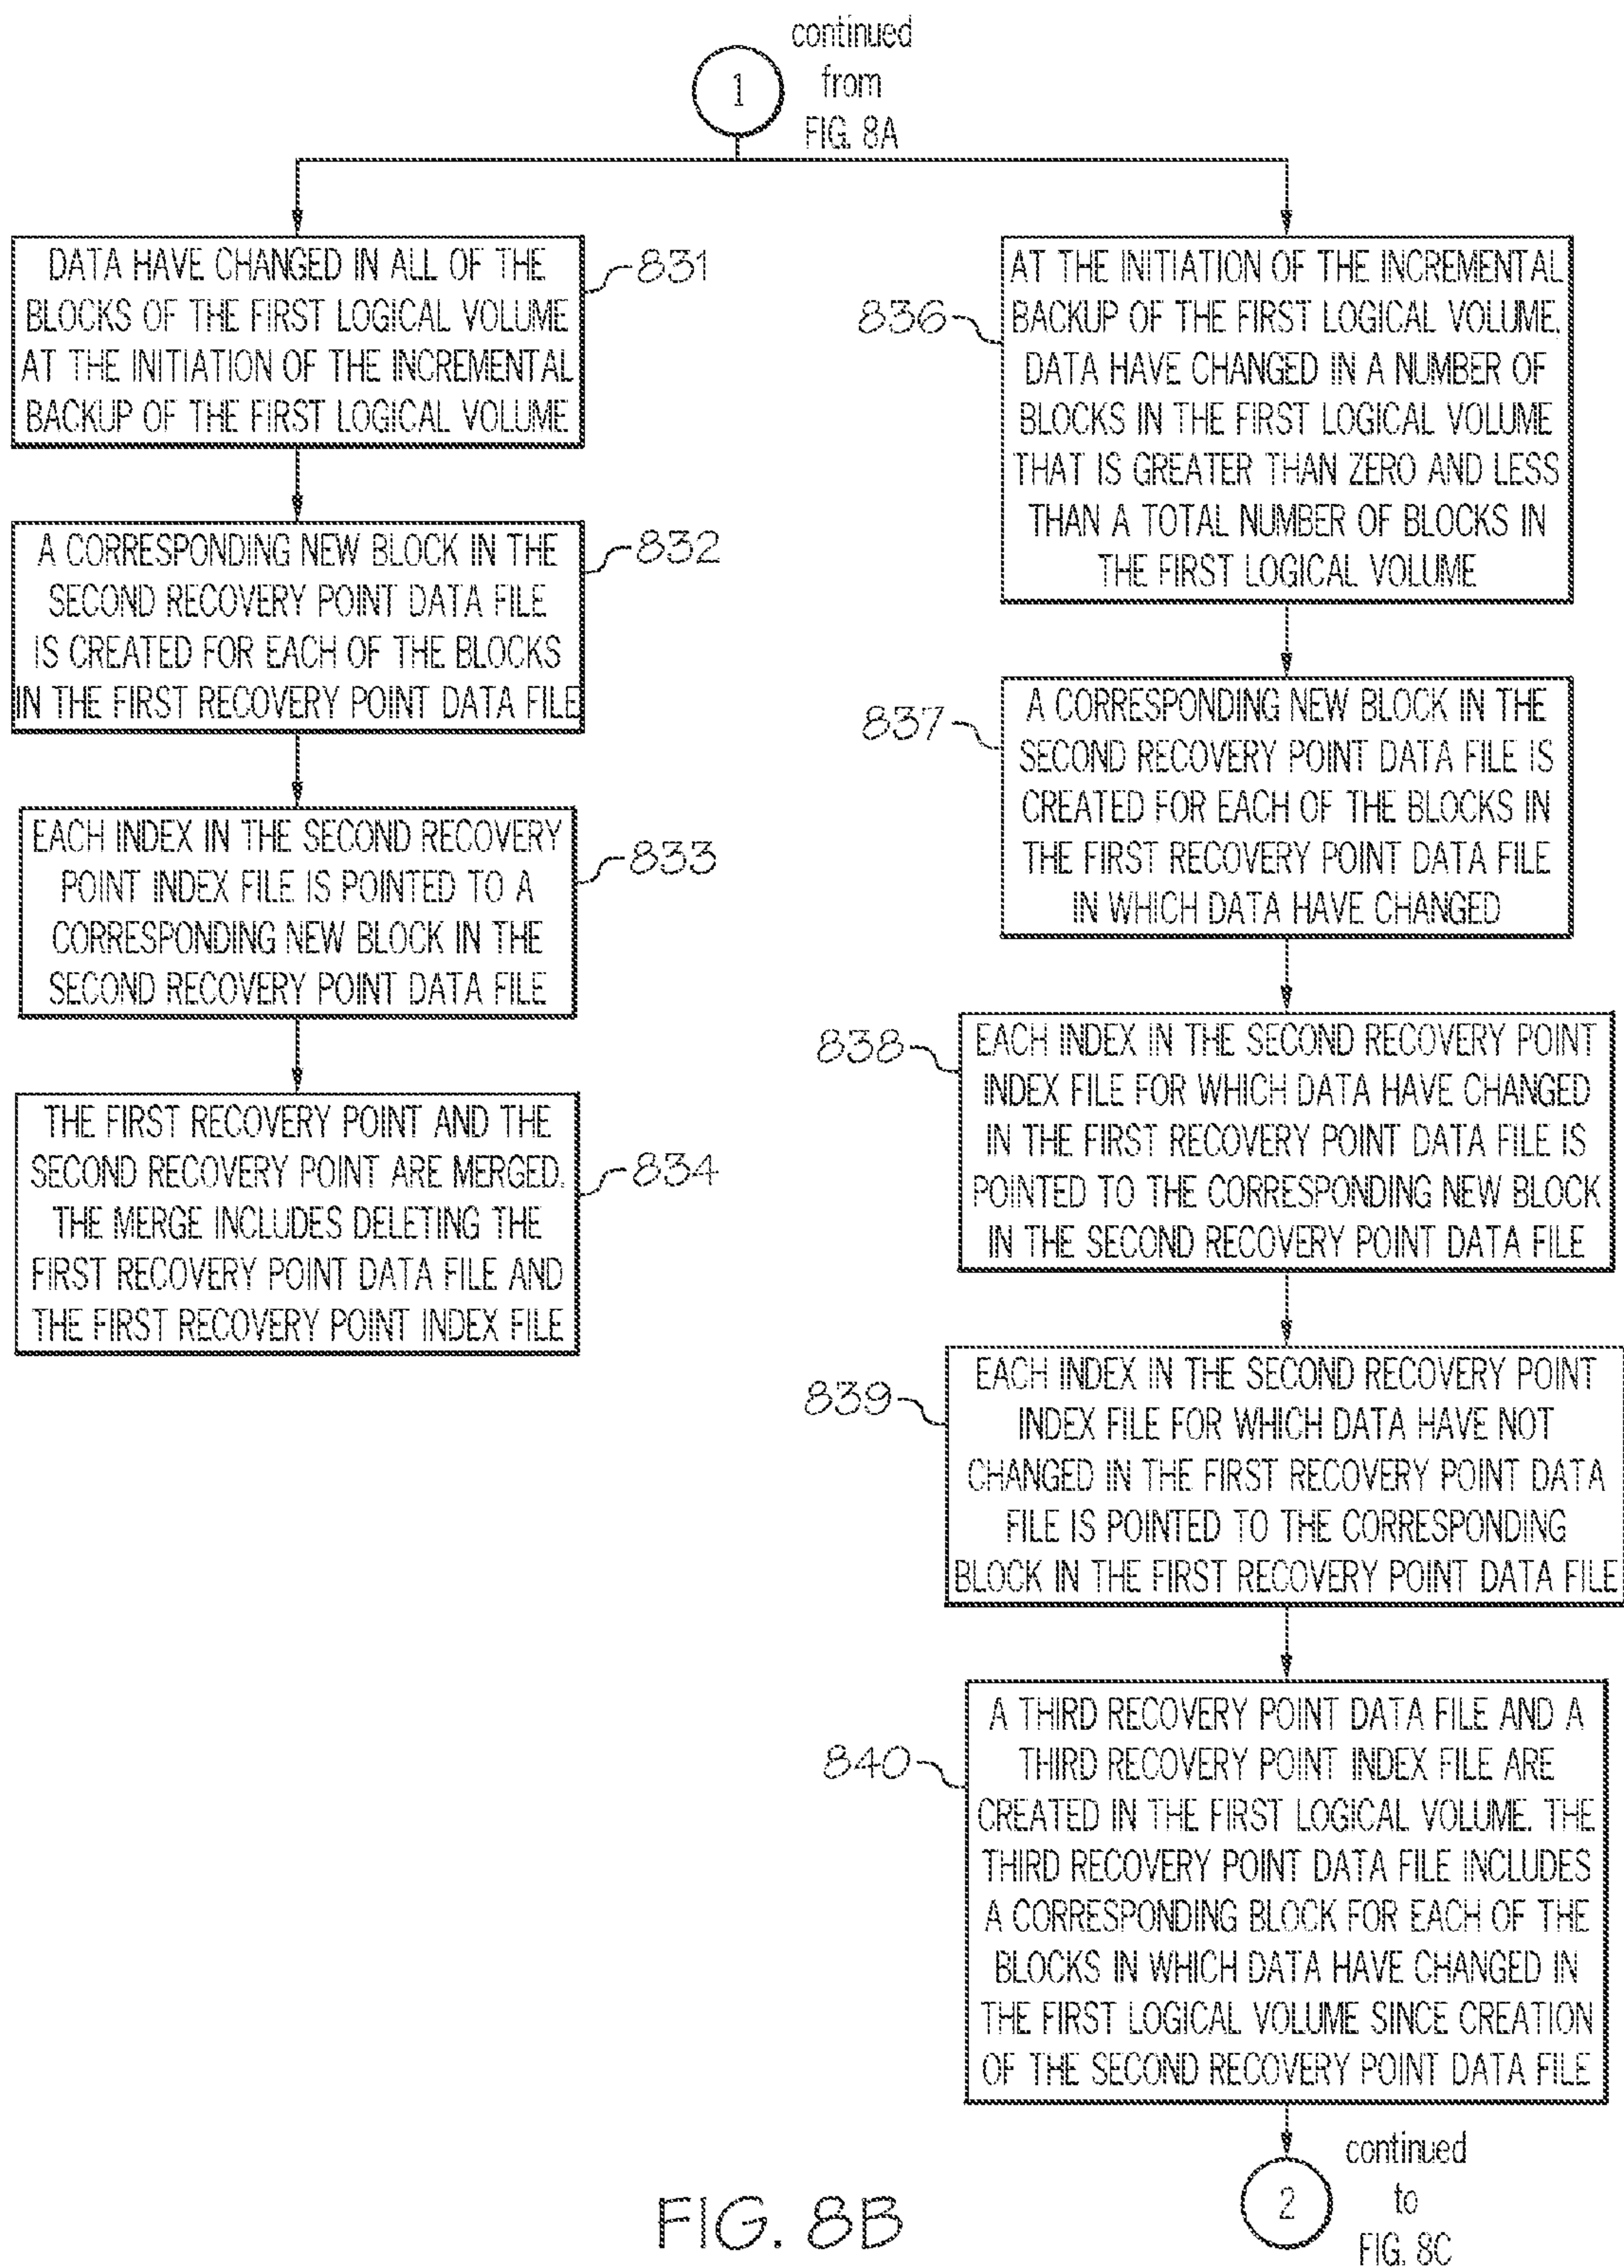 continued
from
FIG. 8A
1
DATA HAVE CHANGED IN ALL OF THE
BLOCKS OF THE FIRST LOGICAL VOLUME
AT THE INITIATION OF THE INCREMENTAL
BACKUP OF THE FIRST LOGICAL VOLUME
831
A CORRESPONDING NEW BLOCK IN THE
SECOND RECOVERY POINT DATA FILE
IS CREATED FOR EACH OF THE BLOCKS
IN THE FIRST RECOVERY POINT DATA FILE
832
EACH INDEX IN THE SECOND RECOVERY
POINT INDEX FILE IS POINTED TO A
CORRESPONDING NEW BLOCK IN THE
SECOND RECOVERY POINT DATA FILE
833
THE FIRST RECOVERY POINT AND THE
SECOND RECOVERY POINT ARE MERGED.
THE MERGE INCLUDES DELETING THE
FIRST RECOVERY POINT DATA FILE AND
THE FIRST RECOVERY POINT INDEX FILE
834
836
AT THE INITIATION OF THE INCREMENTAL
BACKUP OF THE FIRST LOGICAL VOLUME,
DATA HAVE CHANGED IN A NUMBER OF
BLOCKS IN THE FIRST LOGICAL VOLUME
THAT IS GREATER THAN ZERO AND LESS
THAN A TOTAL NUMBER OF BLOCKS IN
THE FIRST LOGICAL VOLUME
837
A CORRESPONDING NEW BLOCK IN THE
SECOND RECOVERY POINT DATA FILE IS
CREATED FOR EACH OF THE BLOCKS IN
THE FIRST RECOVERY POINT DATA FILE
IN WHICH DATA HAVE CHANGED
838
EACH INDEX IN THE SECOND RECOVERY POINT
INDEX FILE FOR WHICH DATA HAVE CHANGED
IN THE FIRST RECOVERY POINT DATA FILE IS
POINTED TO THE CORRESPONDING NEW BLOCK
IN THE SECOND RECOVERY POINT DATA FILE
839
EACH INDEX IN THE SECOND RECOVERY POINT
INDEX FILE FOR WHICH DATA HAVE NOT
CHANGED IN THE FIRST RECOVERY POINT DATA
FILE IS POINTED TO THE CORRESPONDING
BLOCK IN THE FIRST RECOVERY POINT DATA FILE
840
A THIRD RECOVERY POINT DATA FILE AND A
THIRD RECOVERY POINT INDEX FILE ARE
CREATED IN THE FIRST LOGICAL VOLUME. THE
THIRD RECOVERY POINT DATA FILE INCLUDES
A CORRESPONDING BLOCK FOR EACH OF THE
BLOCKS IN WHICH DATA HAVE CHANGED IN
THE FIRST LOGICAL VOLUME SINCE CREATION
OF THE SECOND RECOVERY POINT DATA FILE
2
continued
to
FIG. 8C
FIG. 8B